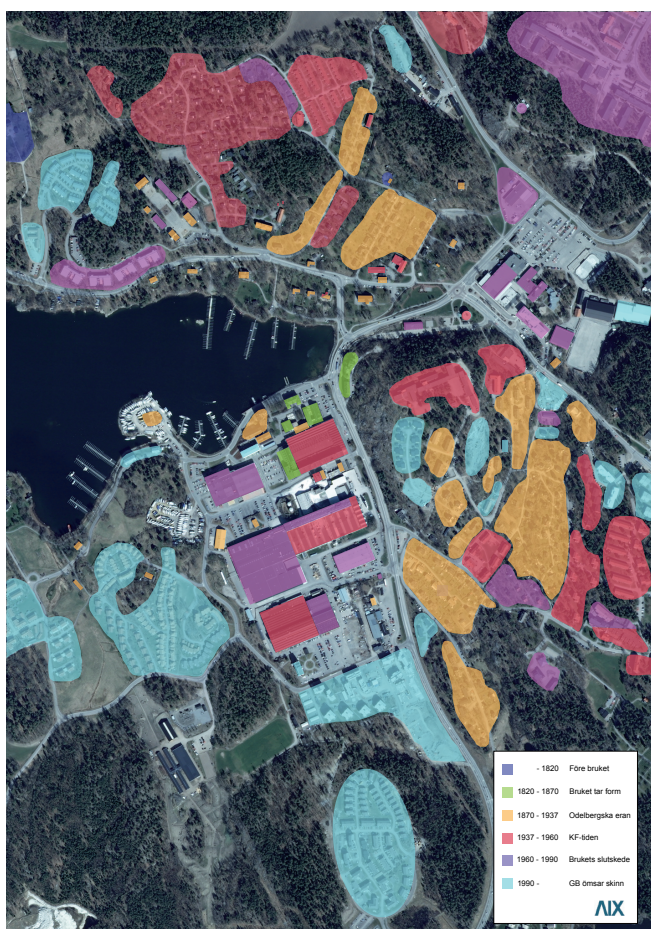 - 1820 Före bruket
1820 - 1870 Bruket tar form
1870 - 1937 Odelbergska eran
1937 - 1960 KF-tiden
1960 - 1990 Brukets slutskede
1990 - GB ömsar skinn
AIX